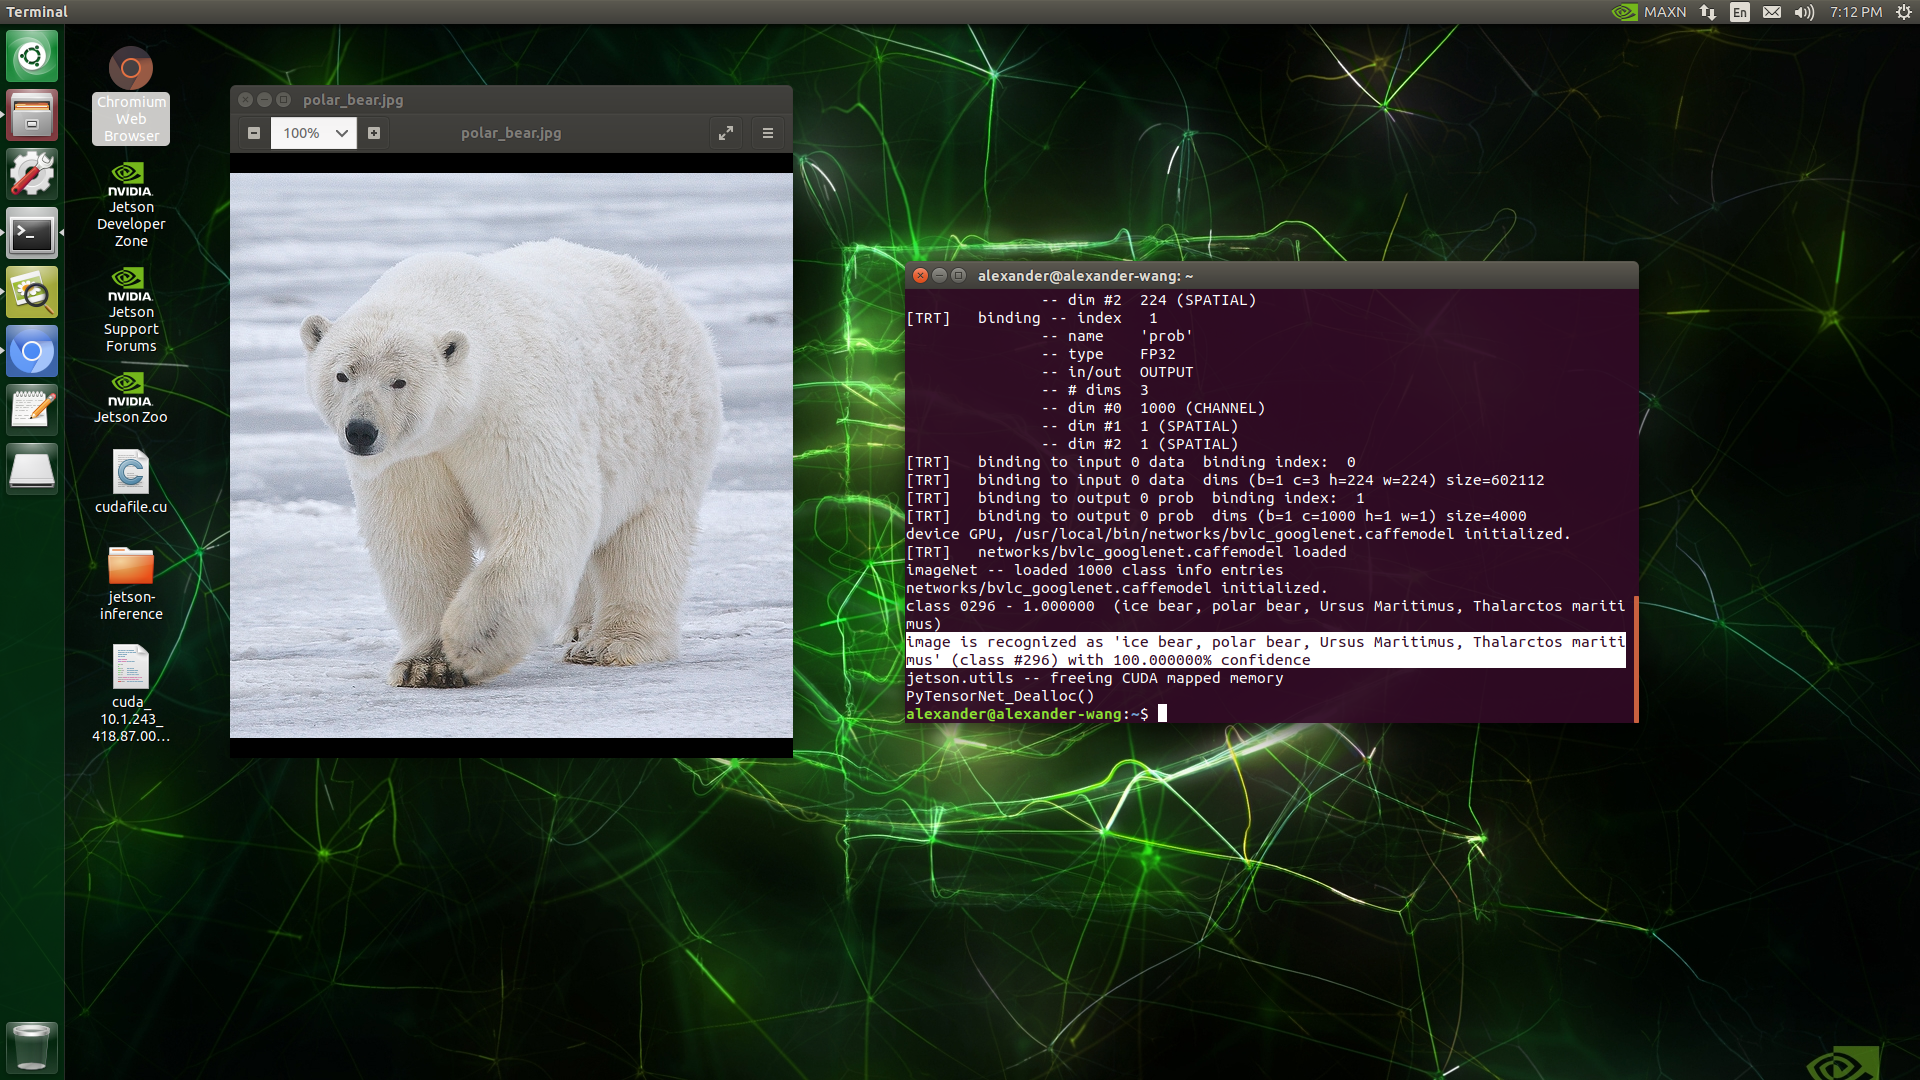 Terminal
MAXN
En
7:12 PM
Chromium
Web
Browser
NVIDIA.
Jetson
Developer
Zone
NVIDIA.
Jetson
Support
Forums
NVIDIA.
Jetson Zoo
cudafile.cu
jetson-
inference
cuda_
10.1.243_
418.87.00...
polar_bear.jpg
100%
polar_bear.jpg
alexander@alexander-wang: ~
-- dim #2  224 (SPATIAL)
[TRT]   binding -- index   1
-- name    'prob'
-- type    FP32
-- in/out  OUTPUT
-- # dims  3
-- dim #0  1000 (CHANNEL)
-- dim #1  1 (SPATIAL)
-- dim #2  1 (SPATIAL)
[TRT]   binding to input 0 data  binding index:  0
[TRT]   binding to input 0 data  dims (b=1 c=3 h=224 w=224) size=602112
[TRT]   binding to output 0 prob  binding index:  1
[TRT]   binding to output 0 prob  dims (b=1 c=1000 h=1 w=1) size=4000
device GPU, /usr/local/bin/networks/bvlc_googlenet.caffemodel initialized.
[TRT]   networks/bvlc_googlenet.caffemodel loaded
imageNet -- loaded 1000 class info entries
networks/bvlc_googlenet.caffemodel initialized.
class 0296 - 1.000000  (ice bear, polar bear, Ursus Maritimus, Thalarctos mariti
mus)
image is recognized as 'ice bear, polar bear, Ursus Maritimus, Thalarctos mariti
mus' (class #296) with 100.000000% confidence
jetson.utils -- freeing CUDA mapped memory
PyTensorNet_Dealloc()
alexander@alexander-wang:~$